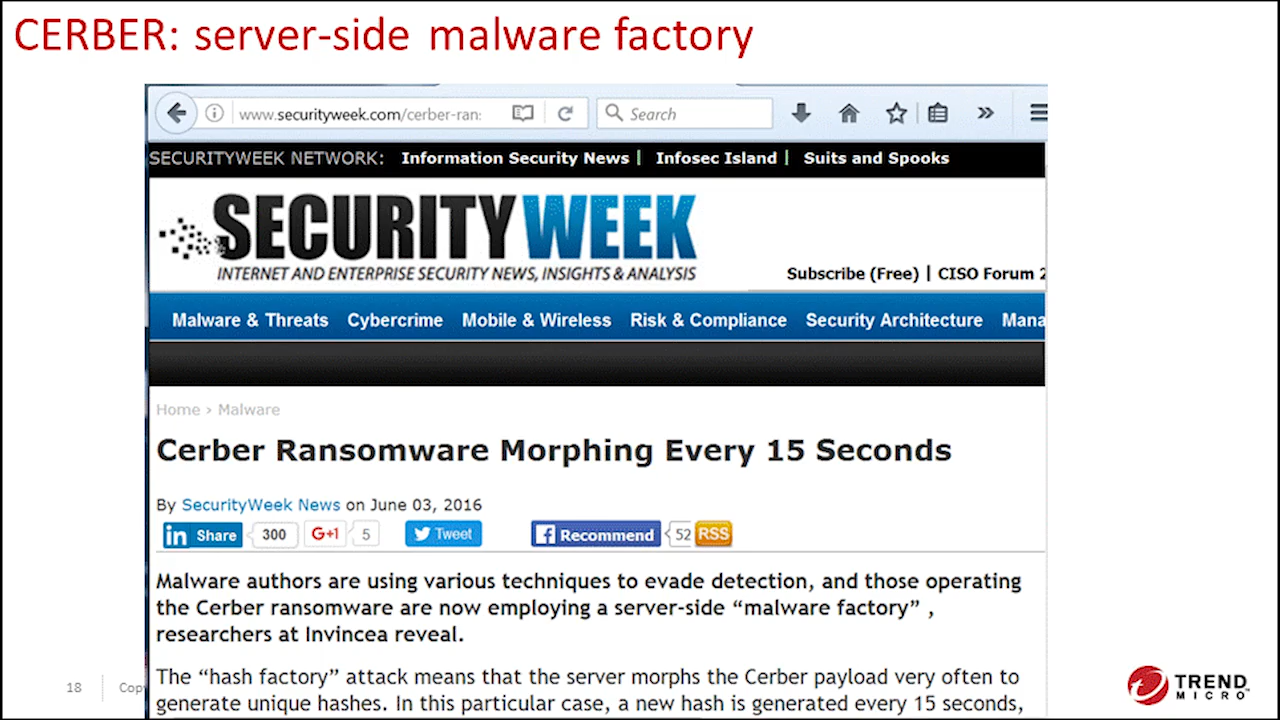 CERBER: server-side malware factory
www.securityweek.com/cerber-ran:
Search
SECURITYWEEK NETWORK: Information Security News | Infosec Island | Suits and Spooks
SECURITYWEEK
INTERNET AND ENTERPRISE SECURITY NEWS, INSIGHTS & ANALYSIS
Subscribe (Free) | CISO Forum 2
Malware & Threats Cybercrime Mobile & Wireless Risk & Compliance Security Architecture Mana
Home › Malware
Cerber Ransomware Morphing Every 15 Seconds
By SecurityWeek News on June 03, 2016
in Share 300 G+1 5 Tweet f Recommend 52 RSS
Malware authors are using various techniques to evade detection, and those operating
the Cerber ransomware are now employing a server-side “malware factory” ,
researchers at Invincea reveal.
The “hash factory” attack means that the server morphs the Cerber payload very often to
generate unique hashes. In this particular case, a new hash is generated every 15 seconds,
18 Cop
TREND
MICRO™